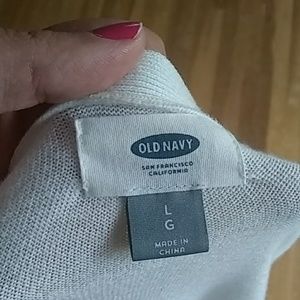 OLD NAVY
SAN FRANCISCO
CALIFORNIA
L
G
MADE IN
CHINA